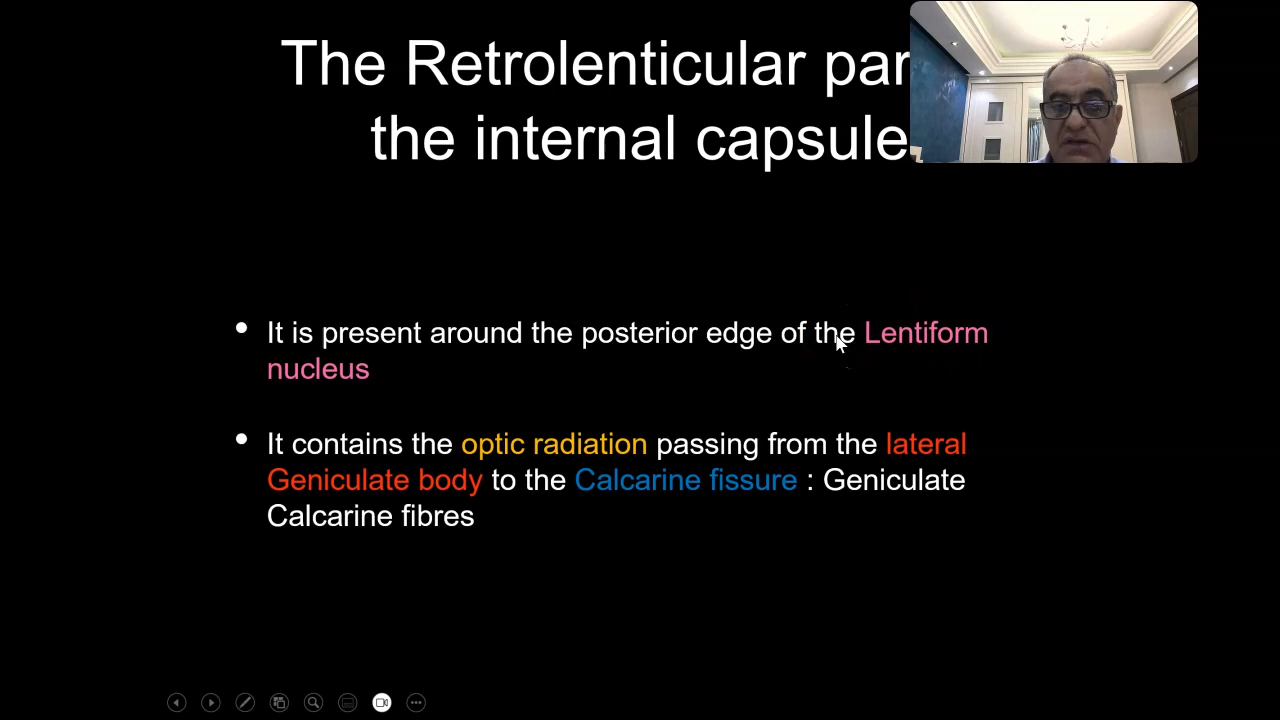 The Retrolenticular par
the internal capsule
• It is present around the posterior edge of the Lentiform
nucleus
• It contains the optic radiation passing from the lateral
Geniculate body to the Calcarine fissure : Geniculate
Calcarine fibres